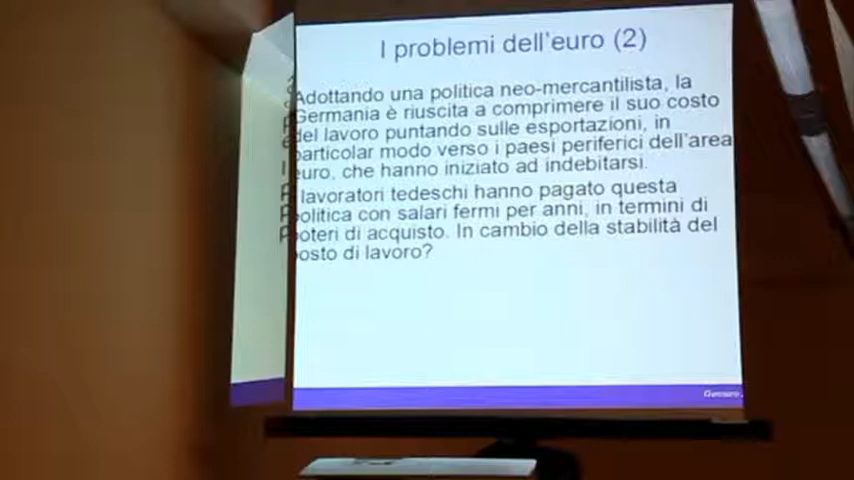 I problemi dell'euro (2)
Adottando una politica neo-mercantilista, la
Germania è riuscita a comprimere il suo costo
del lavoro puntando sulle esportazioni, in
particolar modo verso i paesi periferici dell'area
euro, che hanno iniziato ad indebitarsi.
I lavoratori tedeschi hanno pagato questa
politica con salari fermi per anni, in termini di
poteri di acquisto. In cambio della stabilità del
posto di lavoro?